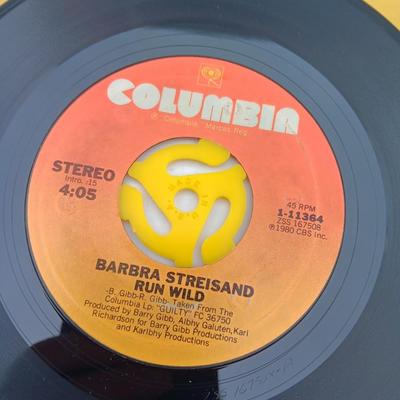 COLUMBIA
® "Columbia", Marcas Reg.
STEREO
Intro. :15
4:05
45 RPM
1-11364
ZSS 167508
℗1980 CBS Inc.
BARBRA STREISAND
RUN WILD
-B. Gibb-R. Gibb- Taken From The
Columbia Lp: "GUILTY" FC 36750
Produced by Barry Gibb, Albhy Galuten, Karl
Richardson for Barry Gibb Productions
and Karlbhy Productions